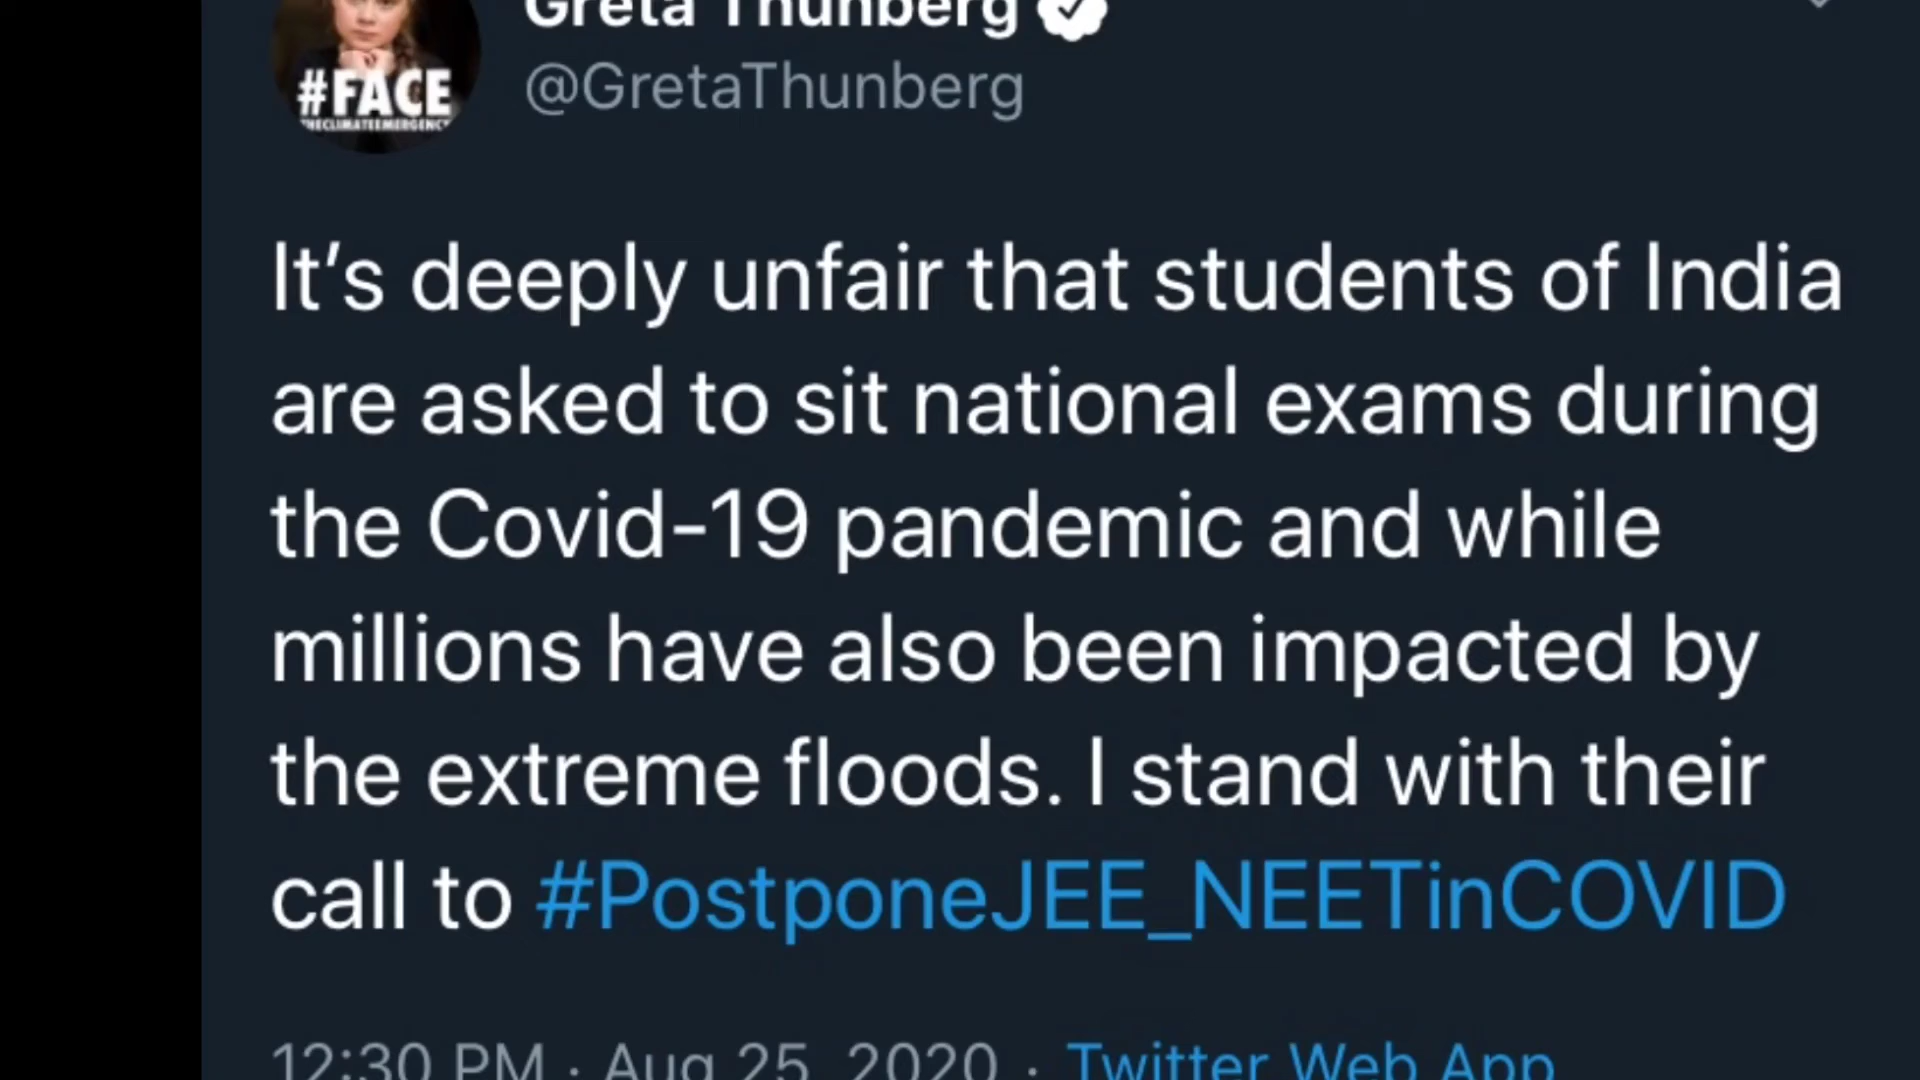 Greta Thunberg
@GretaThunberg
#FACE
THECLIMATEEMERGENCY
It's deeply unfair that students of India
are asked to sit national exams during
the Covid-19 pandemic and while
millions have also been impacted by
the extreme floods. I stand with their
call to #PostponeJEE_NEETinCOVID
12:30 PM · Aug 25, 2020 · Twitter Web App